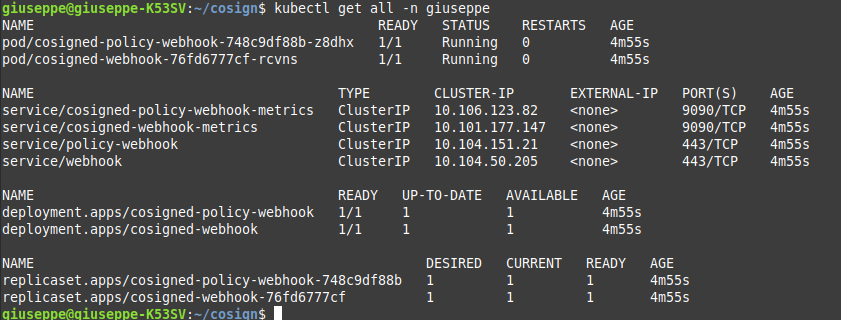 giuseppe@giuseppe-K53SV:~/cosign$ kubectl get all -n giuseppe
NAME READY STATUS RESTARTS AGE
pod/cosigned-policy-webhook-748c9df88b-z8dhx 1/1 Running 0 4m55s
pod/cosigned-webhook-76fd6777cf-rcvns 1/1 Running 0 4m55s
NAME TYPE CLUSTER-IP EXTERNAL-IP PORT(S) AGE
service/cosigned-policy-webhook-metrics ClusterIP 10.106.123.82 <none> 9090/TCP 4m55s
service/cosigned-webhook-metrics ClusterIP 10.101.177.147 <none> 9090/TCP 4m55s
service/policy-webhook ClusterIP 10.104.151.21 <none> 443/TCP 4m55s
service/webhook ClusterIP 10.104.50.205 <none> 443/TCP 4m55s
NAME READY UP-TO-DATE AVAILABLE AGE
deployment.apps/cosigned-policy-webhook 1/1 1 1 4m55s
deployment.apps/cosigned-webhook 1/1 1 1 4m55s
NAME DESIRED CURRENT READY AGE
replicaset.apps/cosigned-policy-webhook-748c9df88b 1 1 1 4m55s
replicaset.apps/cosigned-webhook-76fd6777cf 1 1 1 4m55s
giuseppe@giuseppe-K53SV:~/cosign$